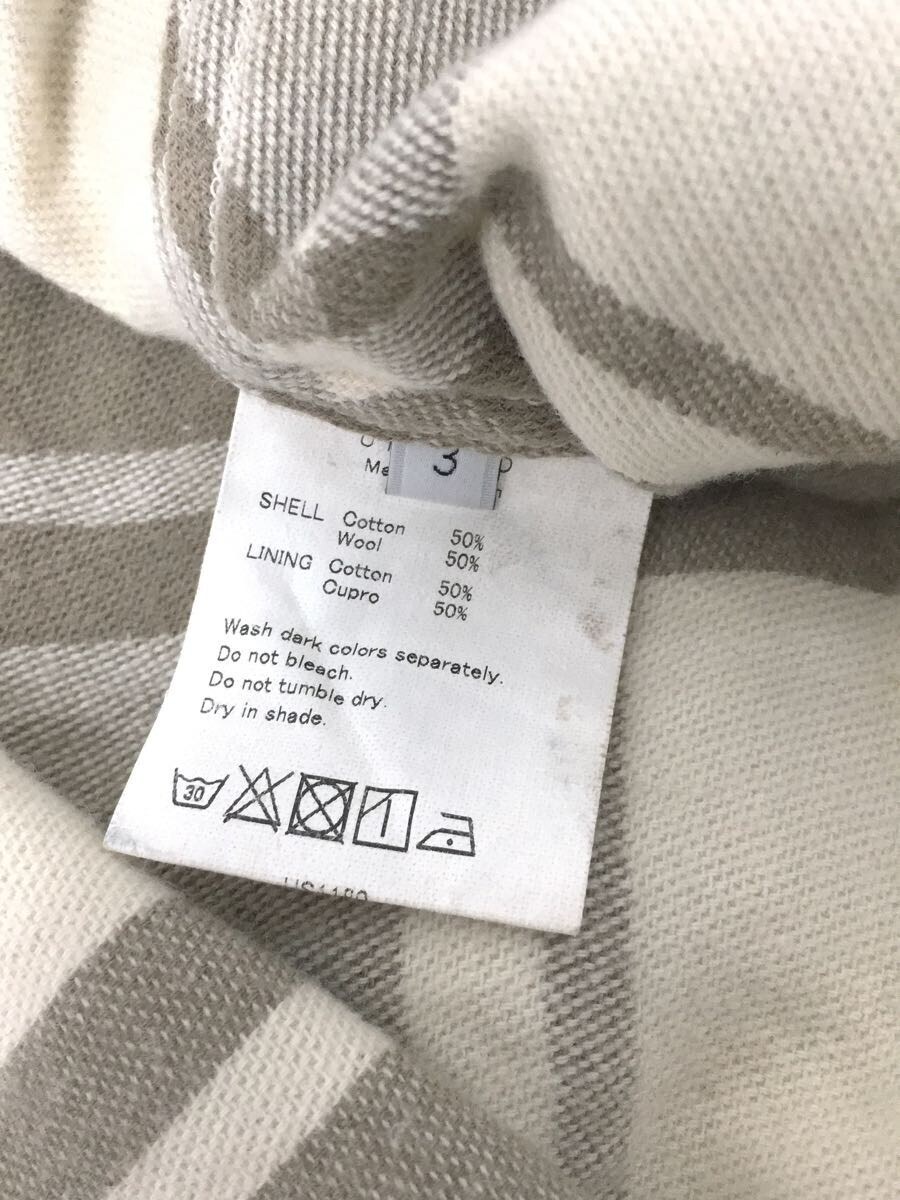 3
SHELL Cotton 50%
Wool 50%
LINING Cotton 50%
Cupro 50%
Wash dark colors separately.
Do not bleach.
Do not tumble dry.
Dry in shade.
30